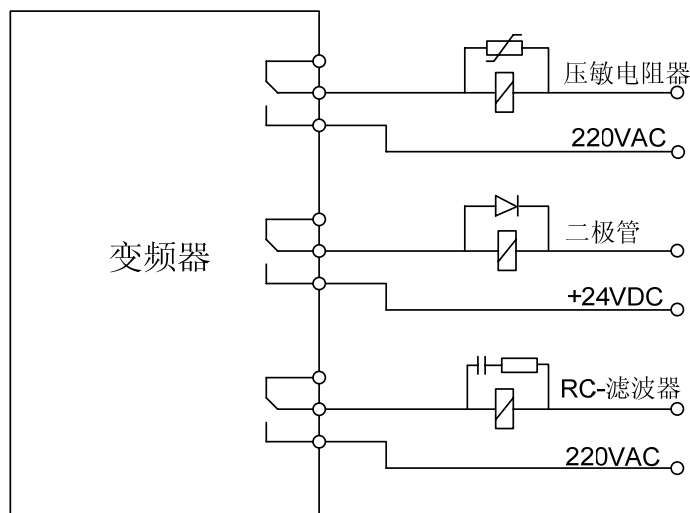 压敏电阻器
220VAC
变频器
二极管
+24VDC
RC-滤波器
220VAC